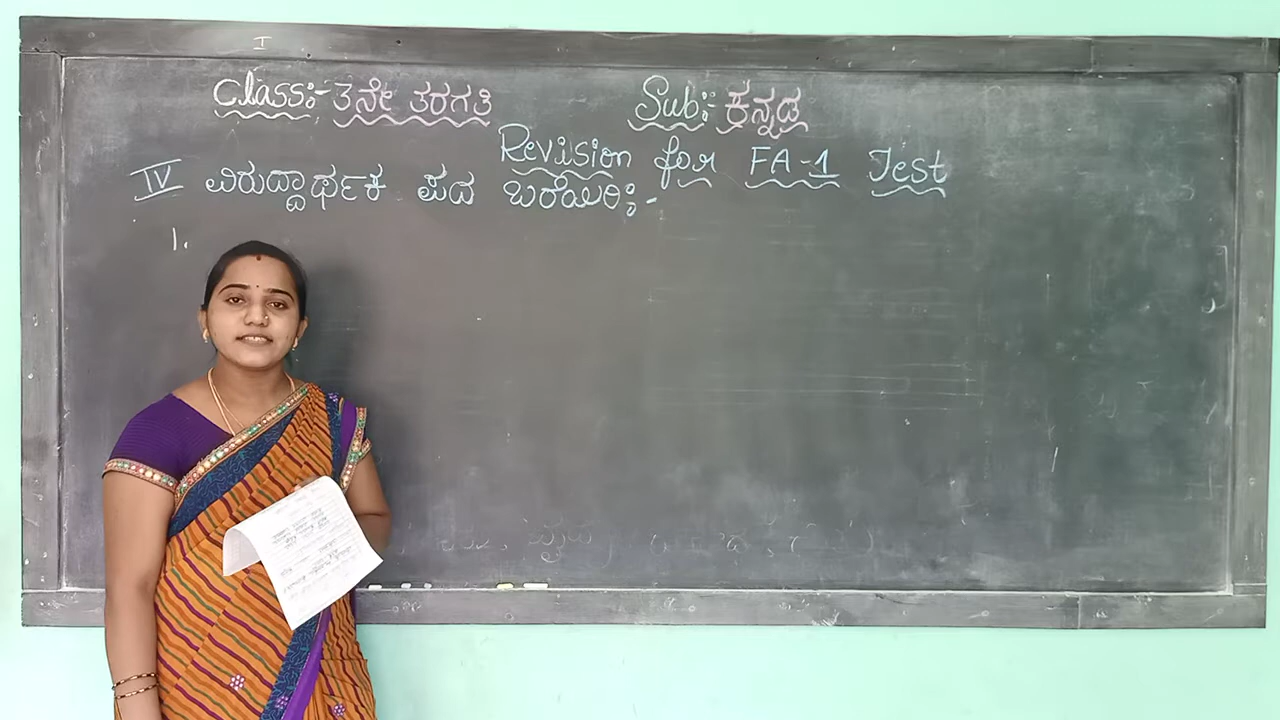 I
Class:- 3ನೇ ತರಗತಿ Sub:- ಕನ್ನಡ
Revision for FA-1 Test
IV ವಿರುದ್ದಾರ್ಥಕ ಪದ ಬರೆಯಿರಿ:-
1.